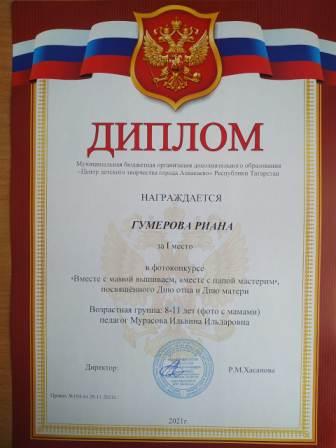 ДИПЛОМ
Муниципальная бюджетная организация дополнительного образования
«Центр детского творчества города Азнакаево» Республики Татарстан
НАГРАЖДАЕТСЯ
ГУМЕРОВА РИАНА
за I место
в фотоконкурсе
«Вместе с мамой вышиваем, вместе с папой мастерим»,
посвящённого Дню отца и Дню матери
Возрастная группа: 8-11 лет (фото с мамами)
педагог Мурасова Ильвина Ильдаровна
Директор: Р.М.Хасанова
2021г.